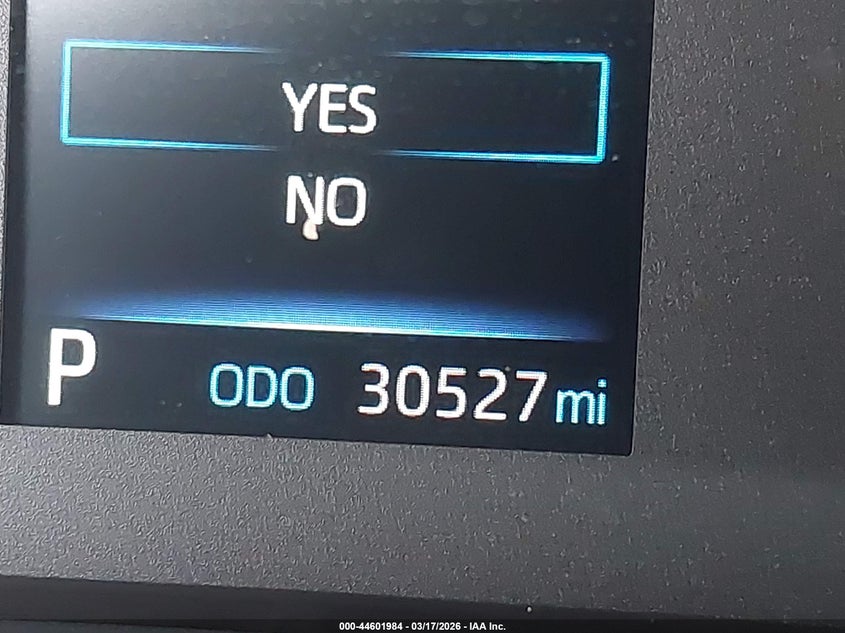 YES
NO
P ODO 30527 mi
000-44601984 - 03/17/2026 - IAA Inc.